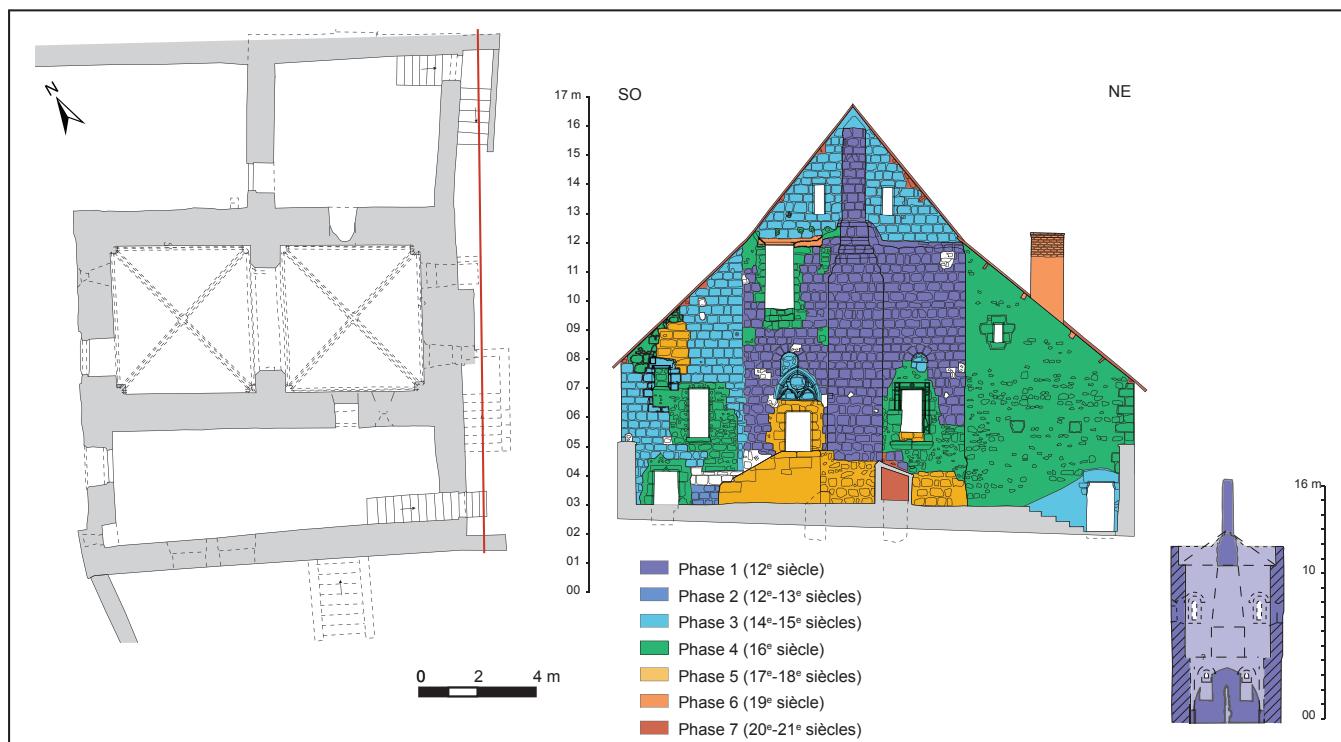 N
17 m
16
15
14
13
12
11
10
09
08
07
06
05
04
03
02
01
00
SO
NE
Phase 1 (12e siècle)
Phase 2 (12e-13e siècles)
Phase 3 (14e-15e siècles)
Phase 4 (16e siècle)
Phase 5 (17e-18e siècles)
Phase 6 (19e siècle)
Phase 7 (20e-21e siècles)
0 2 4 m
16 m
10
00